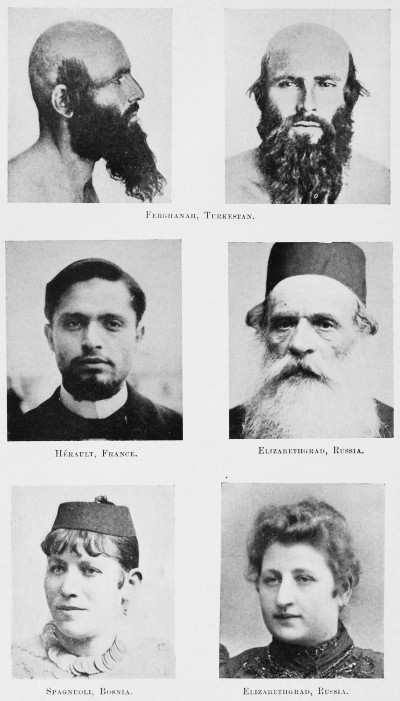 Ferghanah, Turkestan.
Hérault, France.
Elizabethgrad, Russia.
Spagnuoli, Bosnia.
Elizabethgrad, Russia.